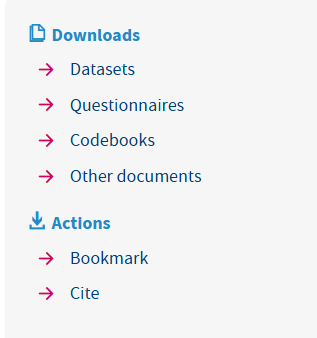 Downloads
Datasets
Questionnaires
Codebooks
Other documents
Actions
Bookmark
Cite